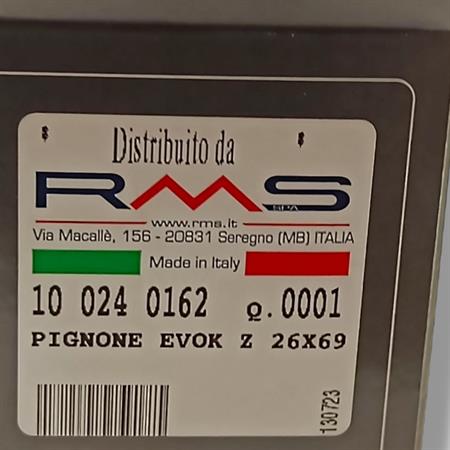 $ $
Distribuito da
RMS
SPA
www.rms.it
Via Macallè, 156 - 20831 Seregno (MB) ITALIA
Made in Italy
10 024 0162 Q.0001
PIGNONE EVOK Z 26X69
130723